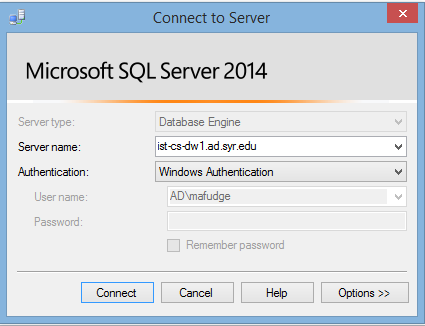 Connect to Server
Microsoft SQL Server 2014
Server type: Database Engine
Server name: ist-cs-dw1.ad.syr.edu
Authentication: Windows Authentication
User name: AD\mafudge
Password:
Remember password
Connect Cancel Help Options >>